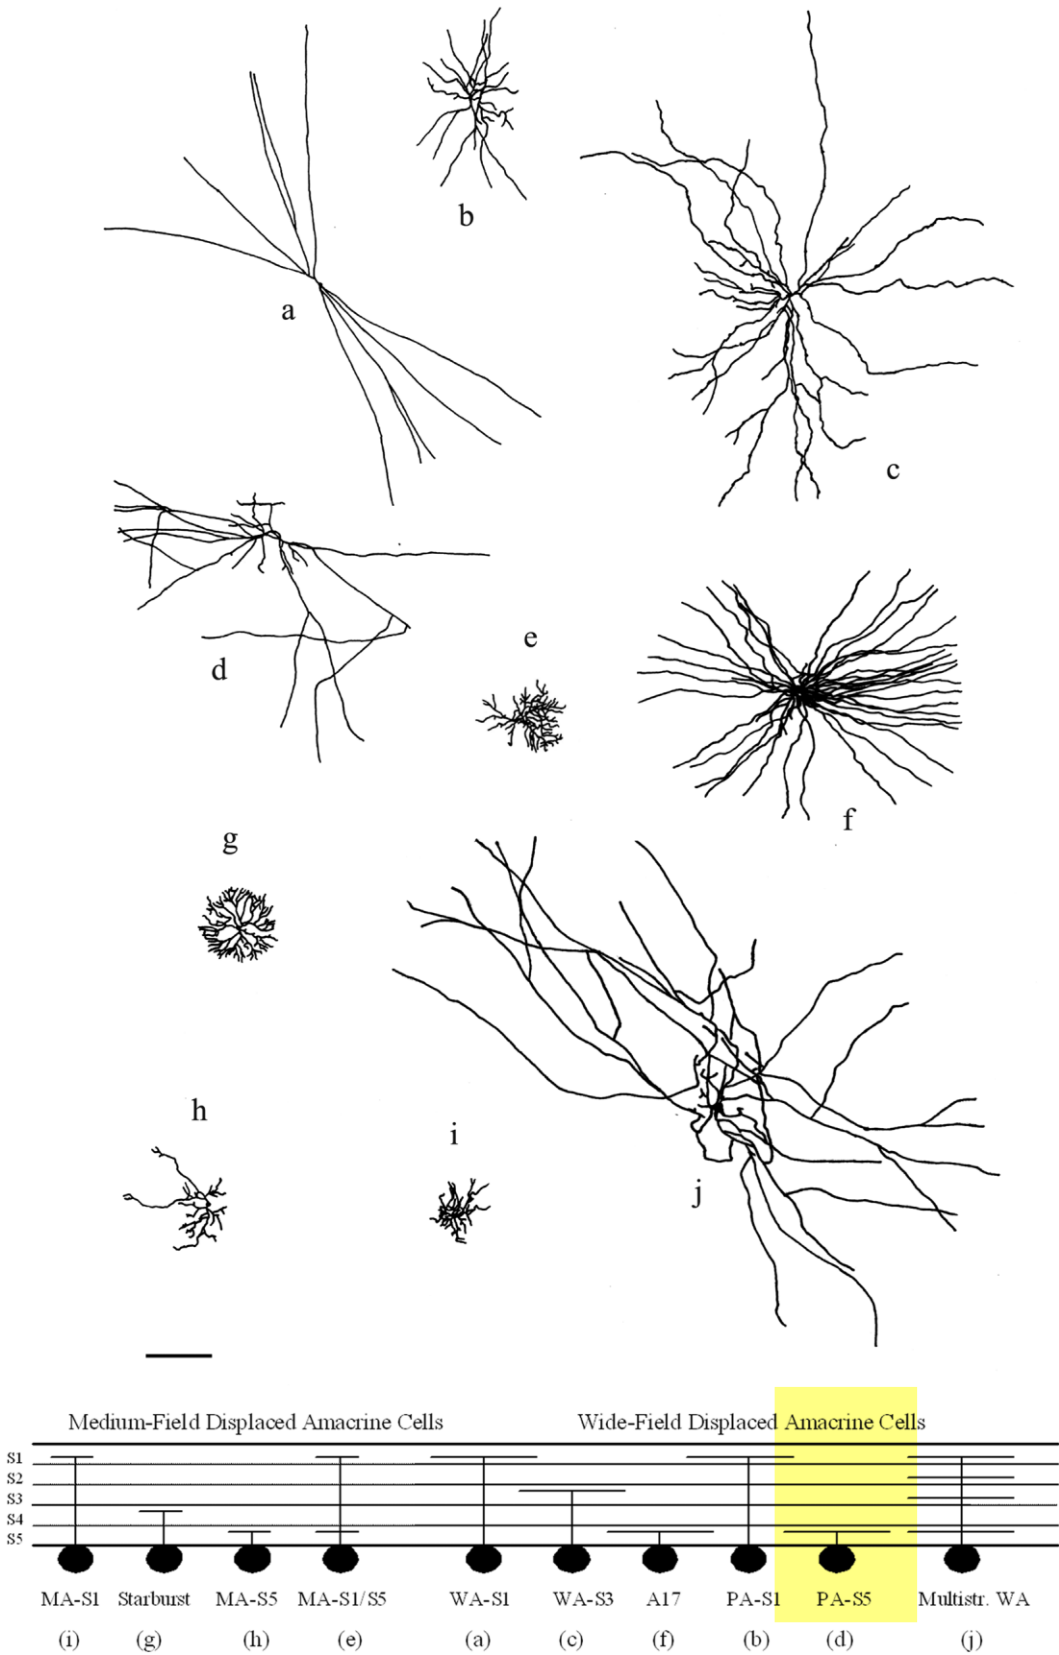 b
a
c
d
e
f
g
h
i
j
Medium-Field Displaced Amacrine Cells Wide-Field Displaced Amacrine Cells
S1
S2
S3
S4
S5
MA-S1 Starburst MA-S5 MA-S1/S5 WA-S1 WA-S3 A17 PA-S1 PA-S5 Multistr. WA
(i) (g) (h) (e) (a) (c) (f) (b) (d) (j)